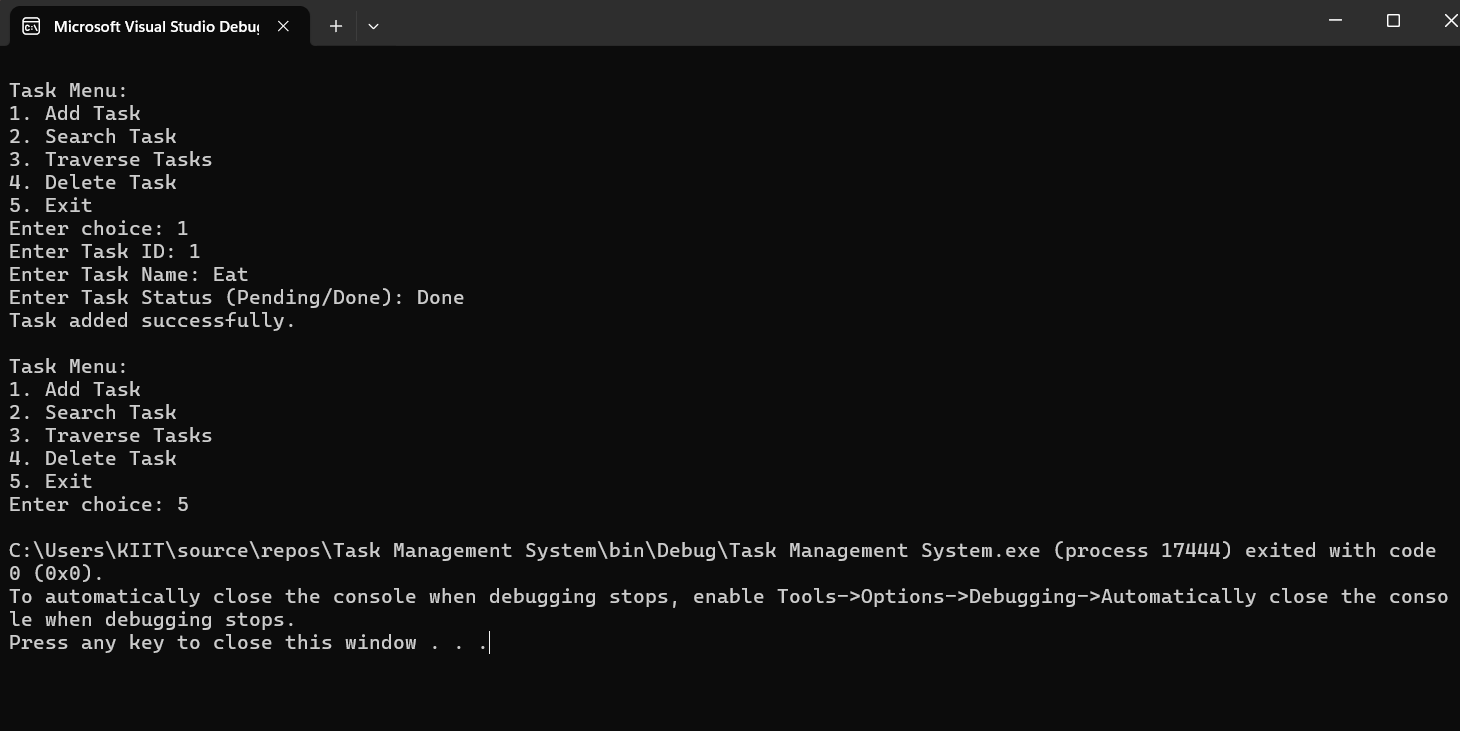 Microsoft Visual Studio Debug
Task Menu:
1. Add Task
2. Search Task
3. Traverse Tasks
4. Delete Task
5. Exit
Enter choice: 1
Enter Task ID: 1
Enter Task Name: Eat
Enter Task Status (Pending/Done): Done
Task added successfully.
Task Menu:
1. Add Task
2. Search Task
3. Traverse Tasks
4. Delete Task
5. Exit
Enter choice: 5
C:\Users\KIIT\source\repos\Task Management System\bin\Debug\Task Management System.exe (process 17444) exited with code
0 (0x0).
To automatically close the console when debugging stops, enable Tools->Options->Debugging->Automatically close the conso
le when debugging stops.
Press any key to close this window . . .